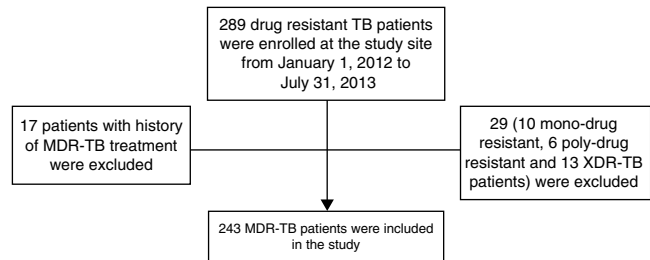 289 drug resistant TB patients
were enrolled at the study site
from January 1, 2012 to
July 31, 2013
17 patients with history
of MDR-TB treatment
were excluded
29 (10 mono-drug
resistant, 6 poly-drug
resistant and 13 XDR-TB
patients) were excluded
243 MDR-TB patients were included
in the study